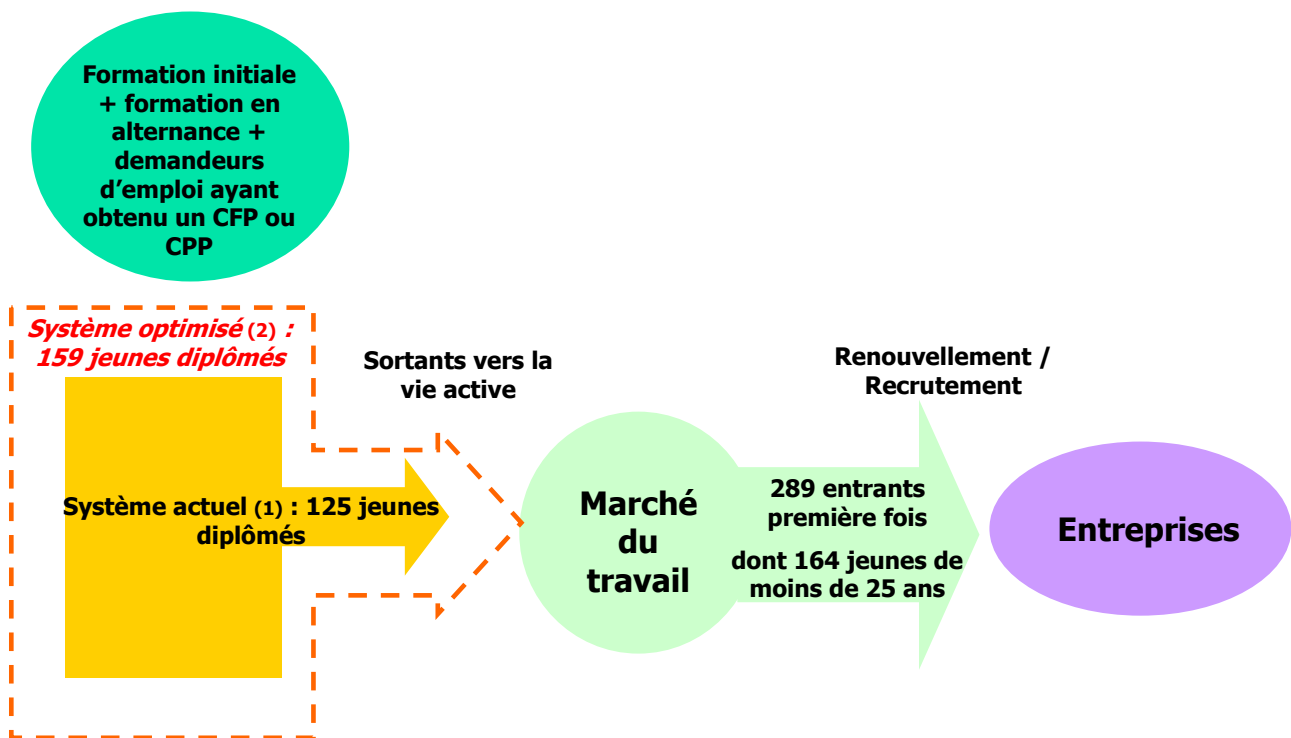 Formation initiale
+ formation en
alternance +
demandeurs
d’emploi ayant
obtenu un CFP ou
CPP
Système optimisé (2) :
159 jeunes diplômés
Sortants vers la
vie active
Renouvellement /
Recrutement
Système actuel (1) : 125 jeunes
diplômés
Marché
du
travail
289 entrants
première fois
dont 164 jeunes de
moins de 25 ans
Entreprises